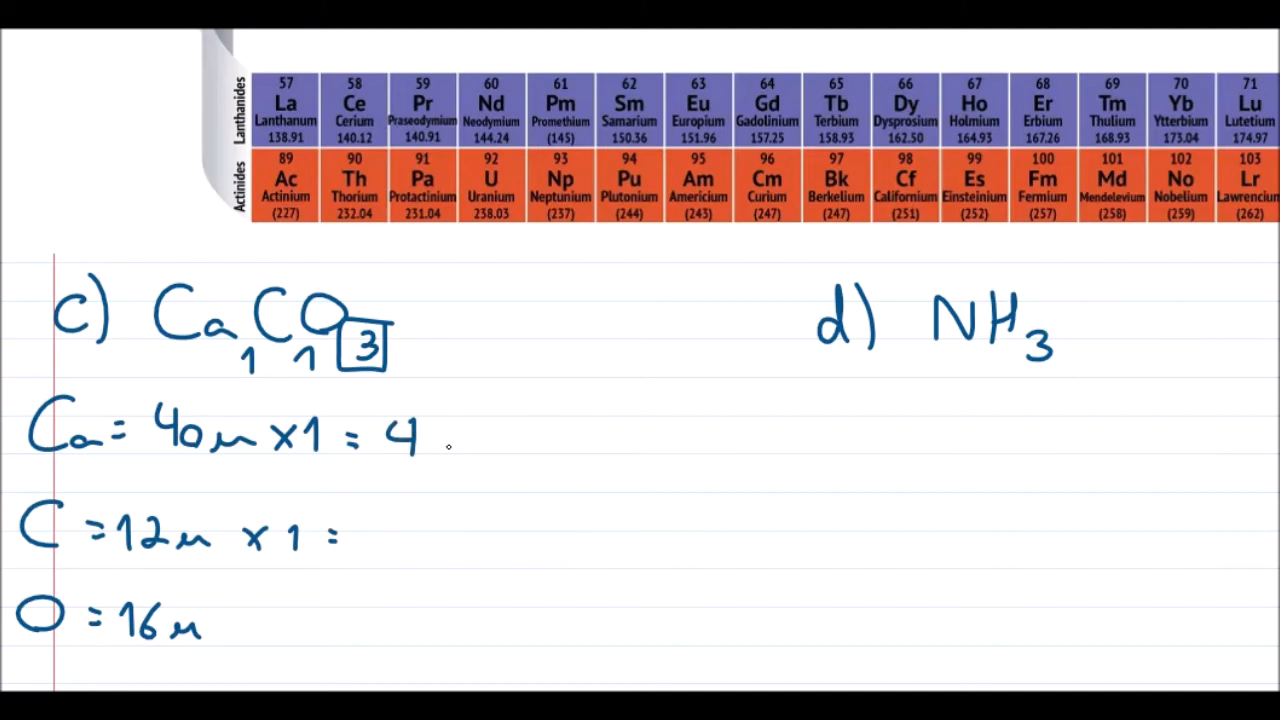 Lanthanides
57 58 59 60 61 62 63 64 65 66 67 68 69 70 71
La Ce Pr Nd Pm Sm Eu Gd Tb Dy Ho Er Tm Yb Lu
Lanthanum Cerium Praseodymium Neodymium Promethium Samarium Europium Gadolinium Terbium Dysprosium Holmium Erbium Thulium Ytterbium Lutetium
138.91 140.12 140.91 144.24 (145) 150.36 151.96 157.25 158.93 162.50 164.93 167.26 168.93 173.04 174.97
Actinides
89 90 91 92 93 94 95 96 97 98 99 100 101 102 103
Ac Th Pa U Np Pu Am Cm Bk Cf Es Fm Md No Lr
Actinium Thorium Protactinium Uranium Neptunium Plutonium Americium Curium Berkelium Californium Einsteinium Fermium Mendelevium Nobelium Lawrencium
(227) 232.04 231.04 238.03 (237) (244) (243) (247) (247) (251) (252) (257) (258) (259) (262)
c) Ca₁C₁O₃ d) NH₃
Ca = 40u × 1 = 4
C = 12u × 1 =
O = 16u